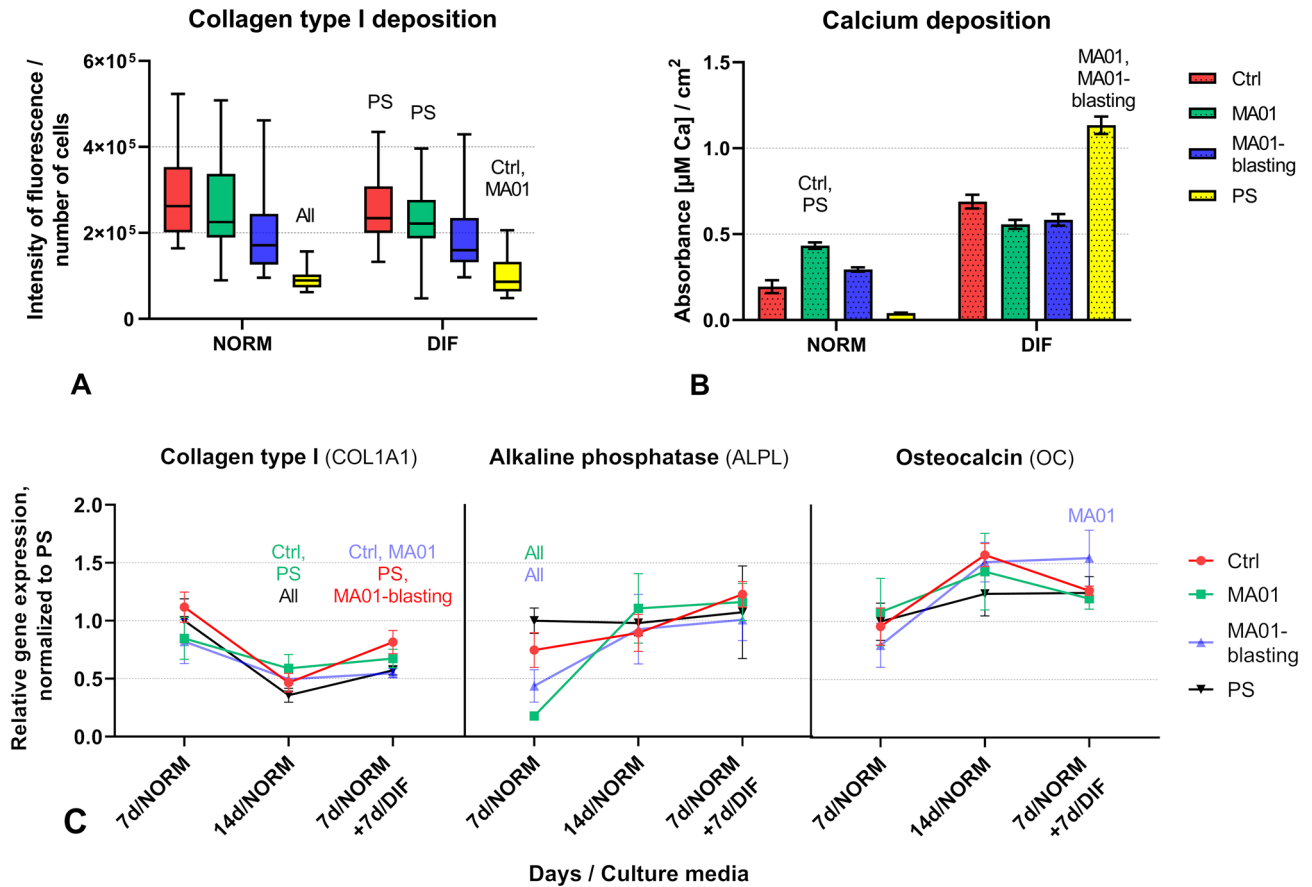 Collagen type I deposition
Intensity of fluorescence /
number of cells
6×10⁵
4×10⁵
2×10⁵
0
All
PS
PS
Ctrl,
MA01
NORM
DIF
A
Calcium deposition
Absorbance [µM Ca] / cm²
1.5
1.0
0.5
0.0
Ctrl,
PS
MA01,
MA01-
blasting
NORM
DIF
B
Ctrl
MA01
MA01-
blasting
PS
Collagen type I (COL1A1)
Alkaline phosphatase (ALPL)
Osteocalcin (OC)
Relative gene expression,
normalized to PS
2.0
1.5
1.0
0.5
0.0
Ctrl,
PS
All
Ctrl, MA01
PS,
MA01-blasting
All
All
MA01
7d/NORM
14d/NORM
7d/NORM
+7d/DIF
7d/NORM
14d/NORM
7d/NORM
+7d/DIF
7d/NORM
14d/NORM
7d/NORM
+7d/DIF
Ctrl
MA01
MA01-
blasting
PS
C
Days / Culture media